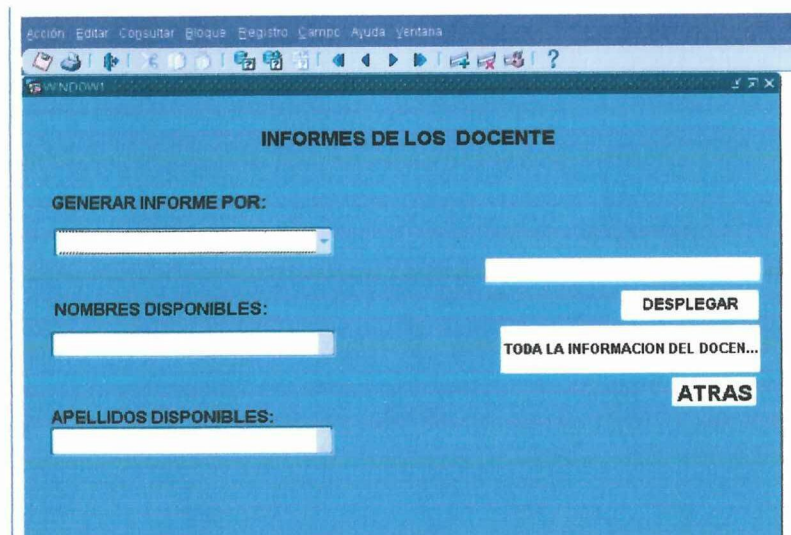 Acción Editar Consultar Bloque Registro Campo Ayuda Ventana
WINDOW1
INFORMES DE LOS DOCENTE
GENERAR INFORME POR:
NOMBRES DISPONIBLES:
DESPLEGAR
TODA LA INFORMACION DEL DOCEN...
ATRAS
APELLIDOS DISPONIBLES: